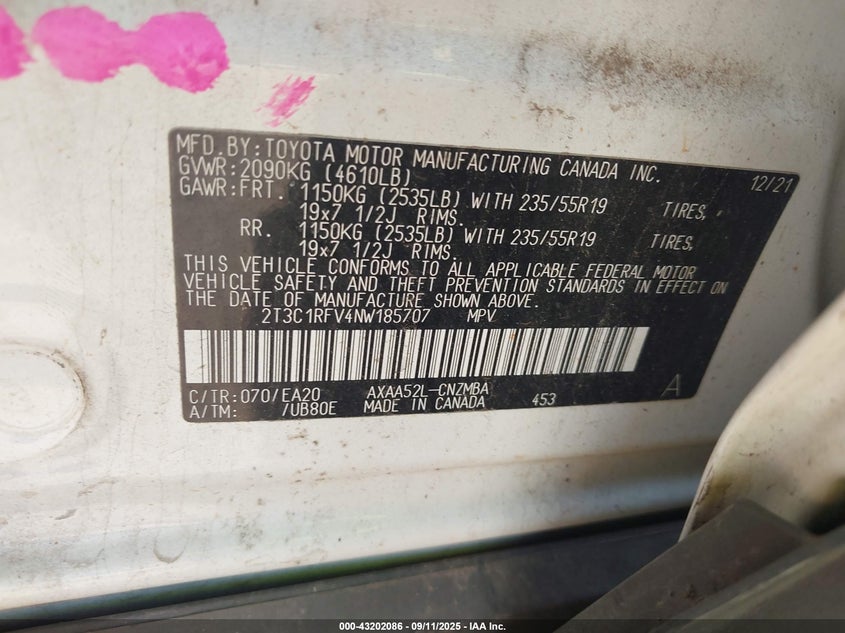 MFD.BY:TOYOTA MOTOR MANUFACTURING CANADA INC.
GVWR:2090KG (4610LB) 12/21
GAWR:FRT. 1150KG (2535LB) WITH 235/55R19 TIRES,
19x7 1/2J RIMS.
RR. 1150KG (2535LB) WITH 235/55R19 TIRES,
19x7 1/2J RIMS.
THIS VEHICLE CONFORMS TO ALL APPLICABLE FEDERAL MOTOR
VEHICLE SAFETY AND THEFT PREVENTION STANDARDS IN EFFECT ON
THE DATE OF MANUFACTURE SHOWN ABOVE.
2T3C1RFV4NW185707 MPV
C/TR:070/EA20 AXAA52L-CNZMBA A
A/TM: /UB80E MADE IN CANADA 453
000-43202086 - 09/11/2025 - IAA Inc.